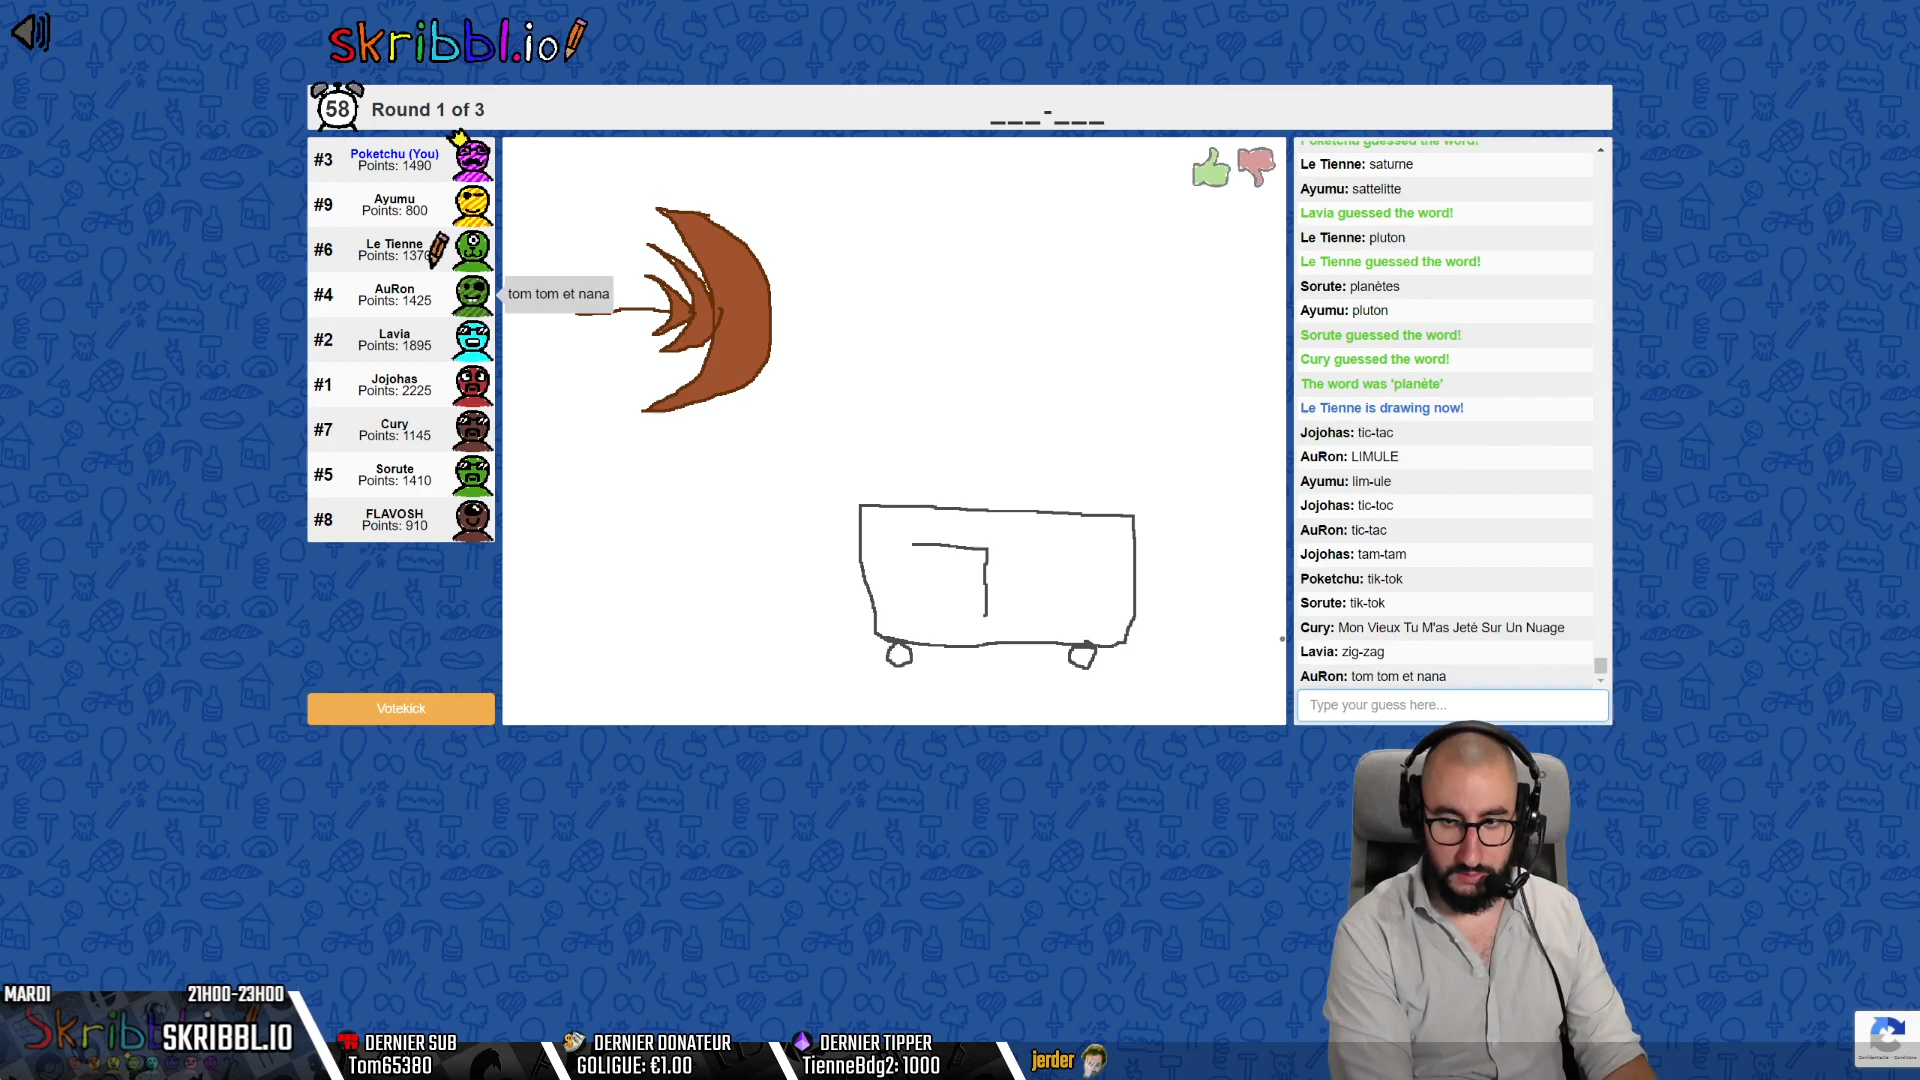 skribbl.io
58
Round 1 of 3
___-___
#3
Poketchu (You)
Points: 1490
#9
Ayumu
Points: 800
#6
Le Tienne
Points: 1370
#4
AuRon
Points: 1425
#2
Lavia
Points: 1895
#1
Jojohas
Points: 2225
#7
Cury
Points: 1145
#5
Sorute
Points: 1410
#8
FLAVOSH
Points: 910
Votekick
tom tom et nana
Poketchu guessed the word!
Le Tienne: saturne
Ayumu: sattelitte
Lavia guessed the word!
Le Tienne: pluton
Le Tienne guessed the word!
Sorute: planètes
Ayumu: pluton
Sorute guessed the word!
Cury guessed the word!
The word was 'planète'
Le Tienne is drawing now!
Jojohas: tic-tac
AuRon: LIMULE
Ayumu: lim-ule
Jojohas: tic-toc
AuRon: tic-tac
Jojohas: tam-tam
Poketchu: tik-tok
Sorute: tik-tok
Cury: Mon Vieux Tu M'as Jeté Sur Un Nuage
Lavia: zig-zag
AuRon: tom tom et nana
Type your guess here...
MARDI
21H00-23H00
SKRIBBL.IO
DERNIER SUB
Tom65380
DERNIER DONATEUR
GOLIGUE: €1.00
DERNIER TIPPER
TienneBdg2: 1000
jerder